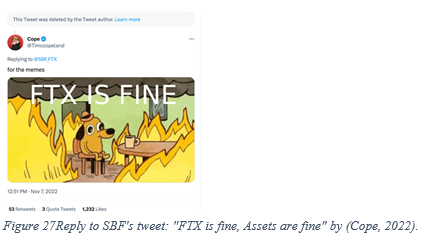 This Tweet was deleted by the Tweet author. Learn more
Cope
@Timccopeland
Replying to @SBF_FTX
for the memes
FTX IS FINE
12:51 PM · Nov 7, 2022
53 Retweets 3 Quote Tweets 1,232 Likes
Figure 27Reply to SBF's tweet: "FTX is fine, Assets are fine" by (Cope, 2022).